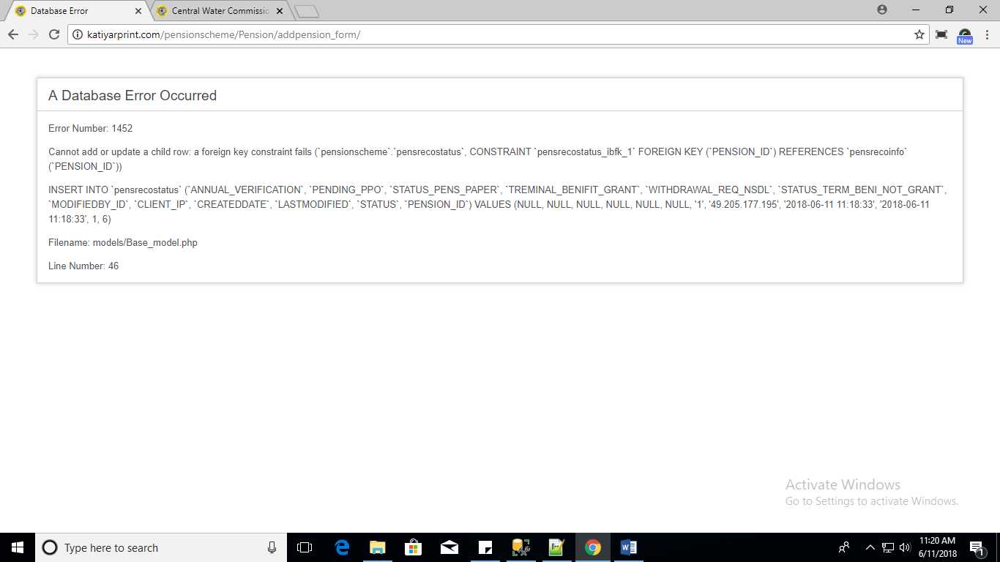 Database Error
Central Water Commissio
katiyarprint.com/pensionscheme/Pension/addpension_form/
New
A Database Error Occurred
Error Number: 1452
Cannot add or update a child row: a foreign key constraint fails (`pensionscheme`.`pensrecostatus`, CONSTRAINT `pensrecostatus_ibfk_1` FOREIGN KEY (`PENSION_ID`) REFERENCES `pensrecoinfo`
(`PENSION_ID`))
INSERT INTO `pensrecostatus` (`ANNUAL_VERIFICATION`, `PENDING_PPO`, `STATUS_PENS_PAPER`, `TREMINAL_BENIFIT_GRANT`, `WITHDRAWAL_REQ_NSDL`, `STATUS_TERM_BENI_NOT_GRANT`,
`MODIFIEDBY_ID`, `CLIENT_IP`, `CREATEDDATE`, `LASTMODIFIED`, `STATUS`, `PENSION_ID`) VALUES (NULL, NULL, NULL, NULL, NULL, NULL, '1', '49.205.177.195', '2018-06-11 11:18:33', '2018-06-11
11:18:33', 1, 6)
Filename: models/Base_model.php
Line Number: 46
Activate Windows
Go to Settings to activate Windows.
Type here to search
11:20 AM
6/11/2018
1